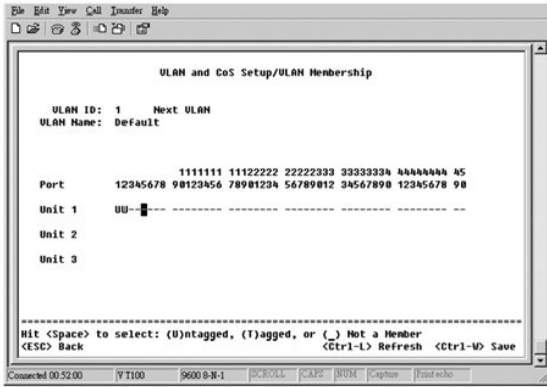 File Edit View Call Transfer Help
VLAN and CoS Setup/VLAN Membership
VLAN ID: 1 Next VLAN
VLAN Name: Default
1111111 11122222 22222333 33333334 44444444 45
Port 12345678 90123456 78901234 56789012 34567890 12345678 90
Unit 1 UU------ -------- -------- -------- -------- -------- --
Unit 2
Unit 3
Hit <Space> to select: (U)ntagged, (T)agged, or (_) Not a Member
<ESC> Back <Ctrl-L> Refresh <Ctrl-W> Save
Connected 00:52:00 VT100 9600 8-N-1 SCROLL CAPS NUM Capture Print echo